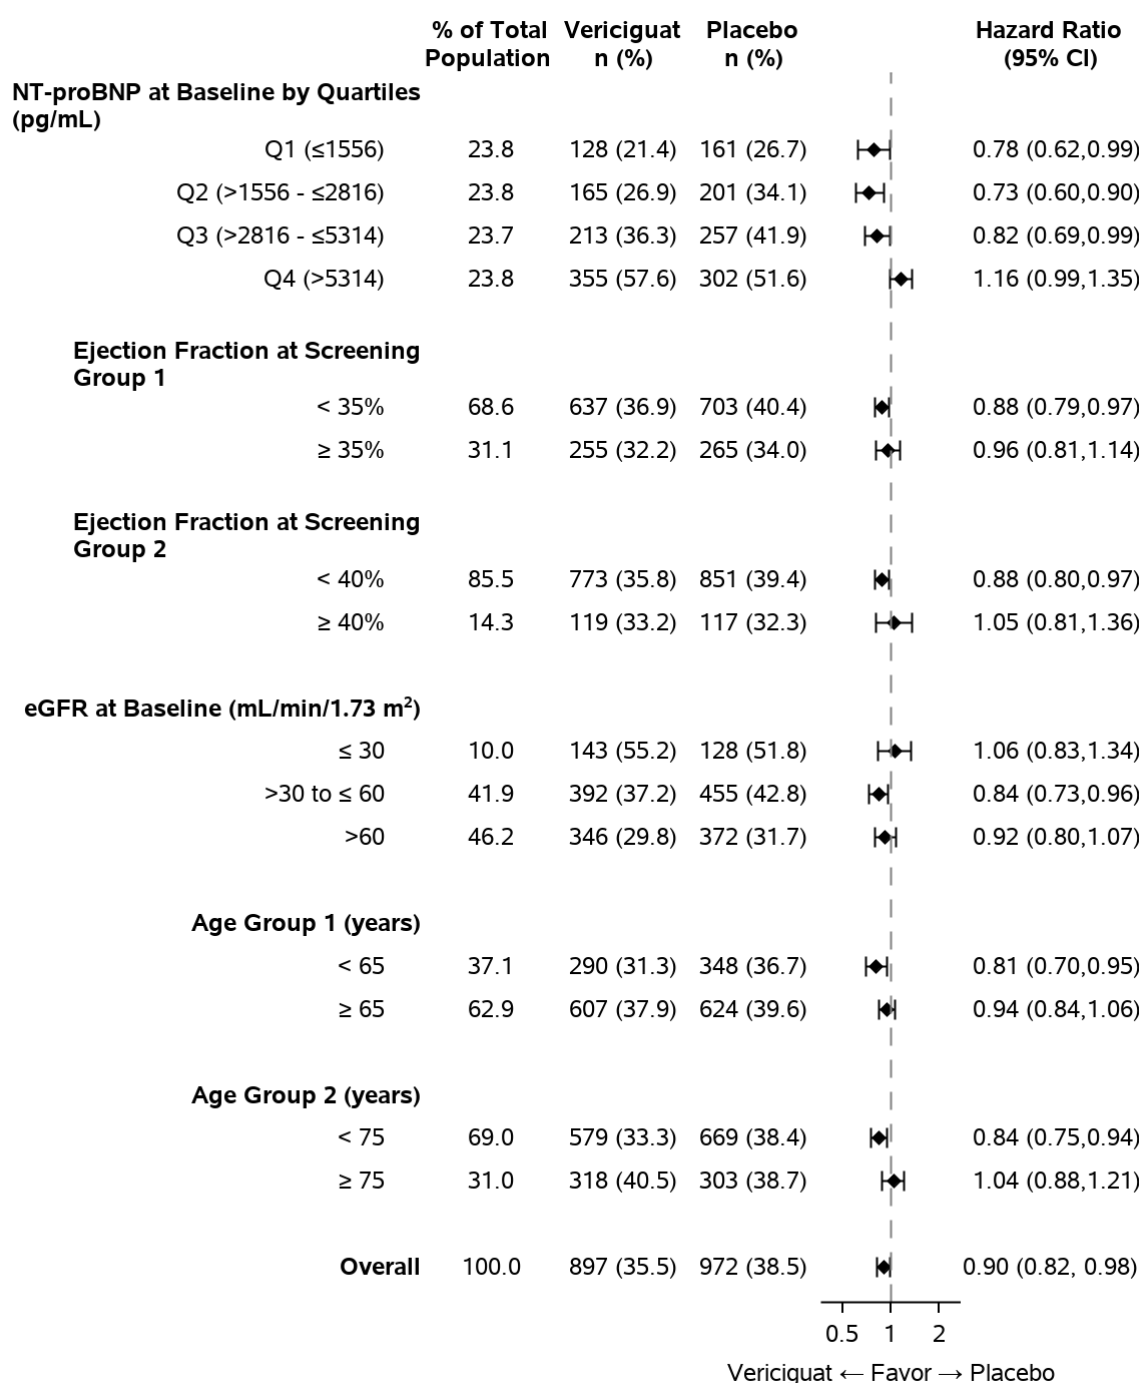 % of Total Vericiguat Placebo Hazard Ratio
Population n (%) n (%) (95% CI)
NT-proBNP at Baseline by Quartiles
(pg/mL)
Q1 (≤1556) 23.8 128 (21.4) 161 (26.7) 0.78 (0.62,0.99)
Q2 (>1556 - ≤2816) 23.8 165 (26.9) 201 (34.1) 0.73 (0.60,0.90)
Q3 (>2816 - ≤5314) 23.7 213 (36.3) 257 (41.9) 0.82 (0.69,0.99)
Q4 (>5314) 23.8 355 (57.6) 302 (51.6) 1.16 (0.99,1.35)
Ejection Fraction at Screening
Group 1
< 35% 68.6 637 (36.9) 703 (40.4) 0.88 (0.79,0.97)
≥ 35% 31.1 255 (32.2) 265 (34.0) 0.96 (0.81,1.14)
Ejection Fraction at Screening
Group 2
< 40% 85.5 773 (35.8) 851 (39.4) 0.88 (0.80,0.97)
≥ 40% 14.3 119 (33.2) 117 (32.3) 1.05 (0.81,1.36)
eGFR at Baseline (mL/min/1.73 m²)
≤ 30 10.0 143 (55.2) 128 (51.8) 1.06 (0.83,1.34)
>30 to ≤ 60 41.9 392 (37.2) 455 (42.8) 0.84 (0.73,0.96)
>60 46.2 346 (29.8) 372 (31.7) 0.92 (0.80,1.07)
Age Group 1 (years)
< 65 37.1 290 (31.3) 348 (36.7) 0.81 (0.70,0.95)
≥ 65 62.9 607 (37.9) 624 (39.6) 0.94 (0.84,1.06)
Age Group 2 (years)
< 75 69.0 579 (33.3) 669 (38.4) 0.84 (0.75,0.94)
≥ 75 31.0 318 (40.5) 303 (38.7) 1.04 (0.88,1.21)
Overall 100.0 897 (35.5) 972 (38.5) 0.90 (0.82, 0.98)
0.5 1 2
Vericiguat ← Favor → Placebo